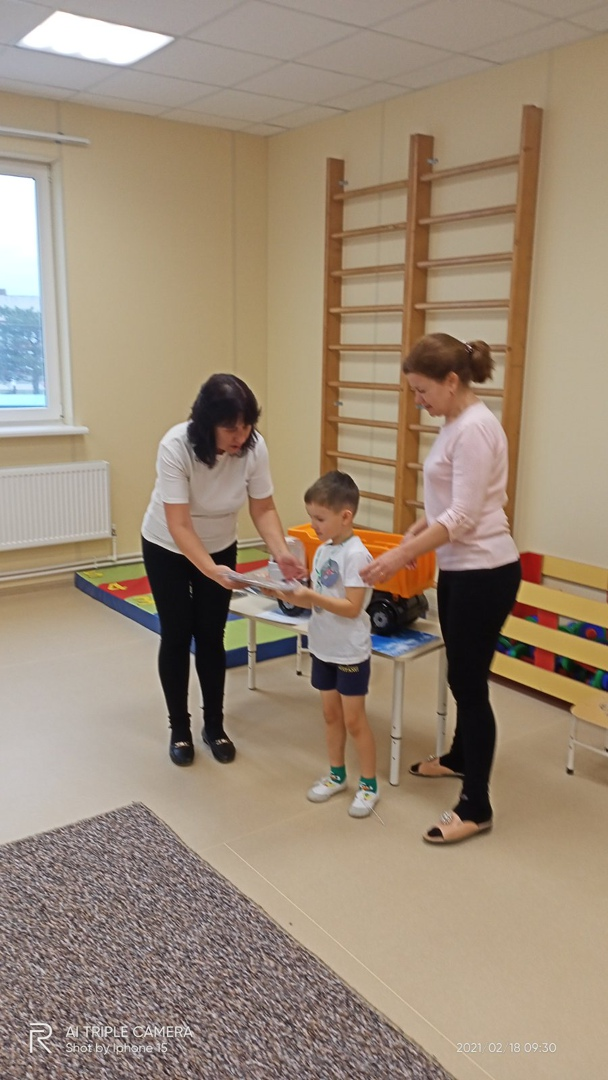 AI TRIPLE CAMERA
Shot by Iphone 15
2021 02 18 09:30